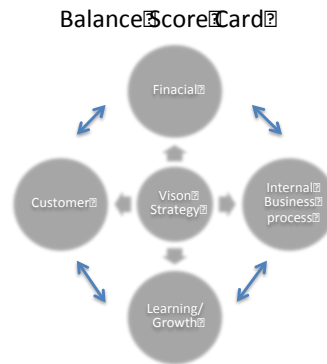 Balance Score Card
Finacial
Customer
Vison
Strategy
Internal
Business
process
Learning/
Growth